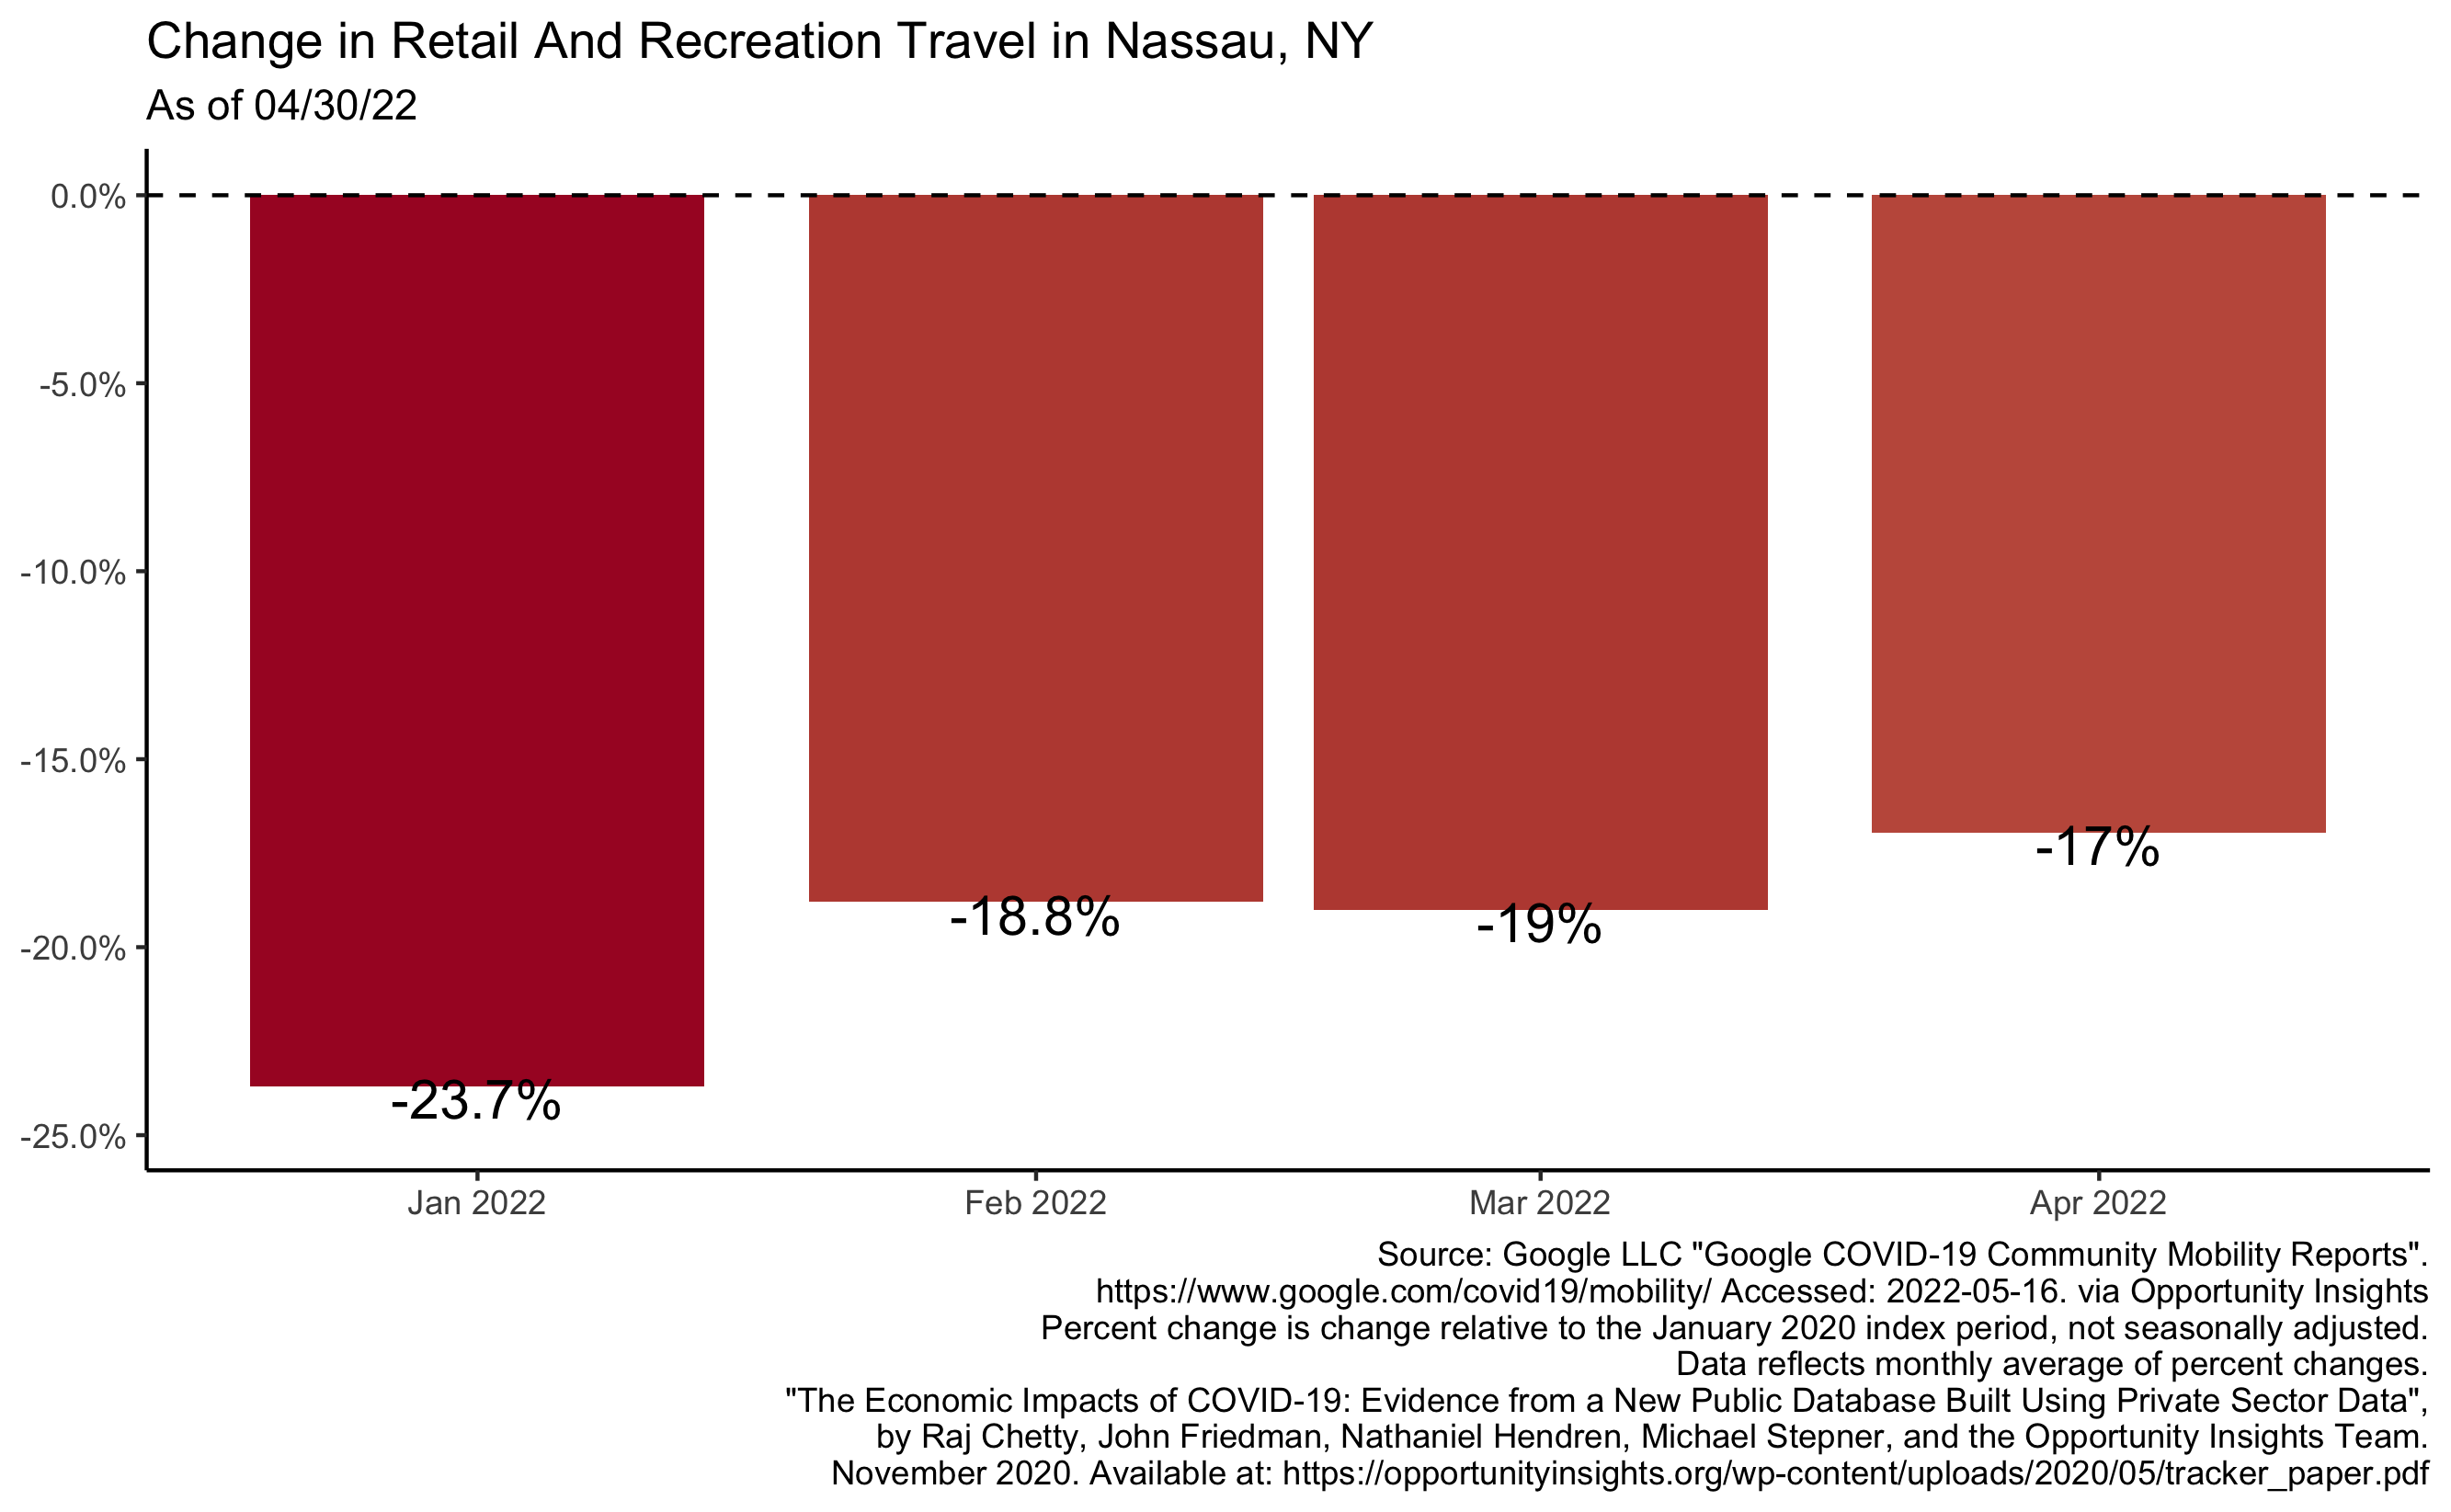 Change in Retail And Recreation Travel in Nassau, NY
As of 04/30/22
0.0%
-5.0%
-10.0%
-15.0%
-20.0%
-25.0%
-23.7%
-18.8%
-19%
-17%
Jan 2022
Feb 2022
Mar 2022
Apr 2022
Source: Google LLC "Google COVID-19 Community Mobility Reports".
https://www.google.com/covid19/mobility/ Accessed: 2022-05-16. via Opportunity Insights
Percent change is change relative to the January 2020 index period, not seasonally adjusted.
Data reflects monthly average of percent changes.
"The Economic Impacts of COVID-19: Evidence from a New Public Database Built Using Private Sector Data",
by Raj Chetty, John Friedman, Nathaniel Hendren, Michael Stepner, and the Opportunity Insights Team.
November 2020. Available at: https://opportunityinsights.org/wp-content/uploads/2020/05/tracker_paper.pdf